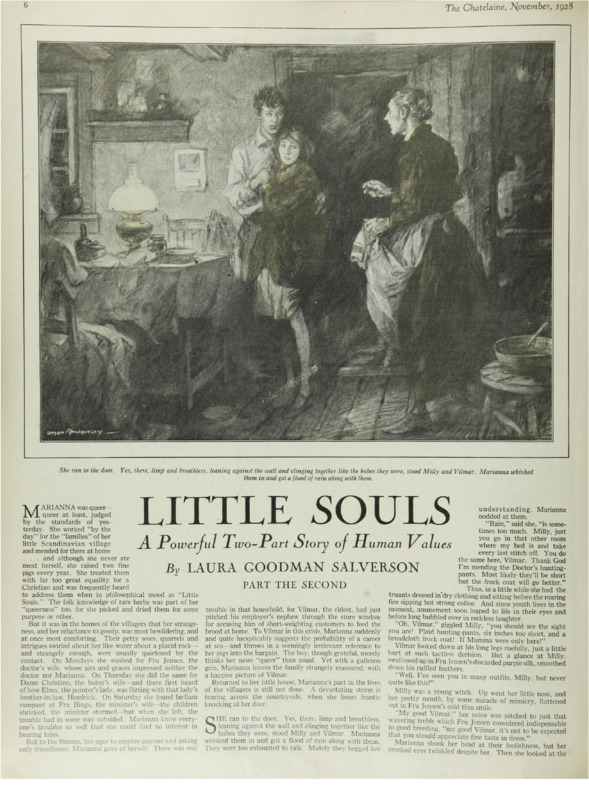 6
The Chatelaine, November, 1928
She ran to the door. Yes, there, limp and breathless, leaning against the wall and clinging together like the babes they were, stood Milly and Vilmar. Marianna whisked
them in and got a flood of rain along with them.
LITTLE SOULS
A Powerful Two-Part Story of Human Values
By LAURA GOODMAN SALVERSON
PART THE SECOND
MARIANNA was queer—
queer at least, judged
by the standards of yes-
terday. She worked "by the
day" for the "families" of her
little Scandinavian village
and mended for them at home
. . . and although she never ate
meat herself, she raised two fine
pigs every year. She treated them
with far too great equality for a
Christian and was frequently heard
to address them when in philosophical mood as "Little
Souls." The folk knowledge of rare herbs was part of her
"queerness" too, for she picked and dried them for some
purpose or other.
But it was in the homes of the villagers that her strange-
ness, and her reluctance to gossip, was most bewildering, and
at once most comforting. Their petty sores, quarrels and
intrigues swirled about her like water about a placid rock—
and strangely enough, were usually quieted by the
contact. On Mondays she washed for Fru Jensen, the
doctor's wife, whose airs and graces impressed neither the
doctor nor Marianna. On Thursday she did the same for
Dame Christine, the baker's wife—and there first heard
of how Elmo, the painter's lady, was flirting with that lady's
brother-in-law, Hendrick. On Saturday she found bedlam
rampant at Fru Bings, the minister's wife—the children
shrieked, the minister stormed—but when she left, the
trouble had in some way subsided. Marianna knew every-
one's troubles so well that she could find no interest in
bearing tales.
But to the Stroms, too poor to employ anyone and asking
only friendliness, Marianna gave of herself. There was real
trouble in that household, for Vilmar, the eldest, had just
pitched his employer's nephew through the store window
for accusing him of short-weighting customers to feed the
brood at home. To Vilmar in this crisis, Marianna suddenly
and quite inexplicably suggests the probability of a career
at sea—and throws in a seemingly irrelevant reference to
her pigs into the bargain. The boy, though grateful, merely
thinks her more "queer" than usual. Yet with a guileless
grin, Marianna leaves the family strangely reassured, with
a happier picture of Vilmar.
Returned to her little house, Marianna's part in the lives
of the villagers is still not done. A devastating storm is
tearing across the countryside, when she hears frantic
knocking at her door.
SHE ran to the door. Yes, there, limp and breathless,
leaning against the wall and clinging together like the
babes they were, stood Milly and Vilmar. Marianna
whisked them in and got a flood of rain along with them.
They were too exhausted to talk. Mutely they begged her
understanding. Marianna
nodded at them.
"Rain," said she, "is some-
times too much. Milly, just
you go in that other room
where my bed is and take
every last stitch off. You do
the same here, Vilmar. Thank God
I'm mending the Doctor's hunting-
pants. Most likely they'll be short
but the frock coat will go better."
Thus, in a little while she had the
truants dressed in dry clothing and sitting before the roaring
fire sipping hot strong coffee. And since youth lives in the
moment, amusement soon leaped to life in their eyes and
before long bubbled over in reckless laughter.
"Oh, Vilmar," giggled Milly, "you should see the sight
you are! Plaid hunting-pants, six inches too short, and a
broadcloth frock coat! If Mamma were only here!"
Vilmar looked at his long legs ruefully, just a little
hurt at such tactless derision. But a glance at Milly,
swallowed up in Fru Jensen's discarded purple silk, smoothed
down his ruffled feathers.
"Well, I've seen you in many outfits, Milly, but never
quite like this!"
Milly was a young witch. Up went her little nose, and
her pretty mouth, by some miracle of mimicry, flattened
out in Fru Jensen's cold thin smile.
"My good Vilmar," her voice was pitched to just that
wavering treble which Fru Jensen considered indispensable
to good breeding, "my good Vilmar, it's not to be expected
that you should appreciate fine taste in dress."
Marianna shook her head at their foolishness, but her
crooked eyes twinkled despite her. Then she looked at the